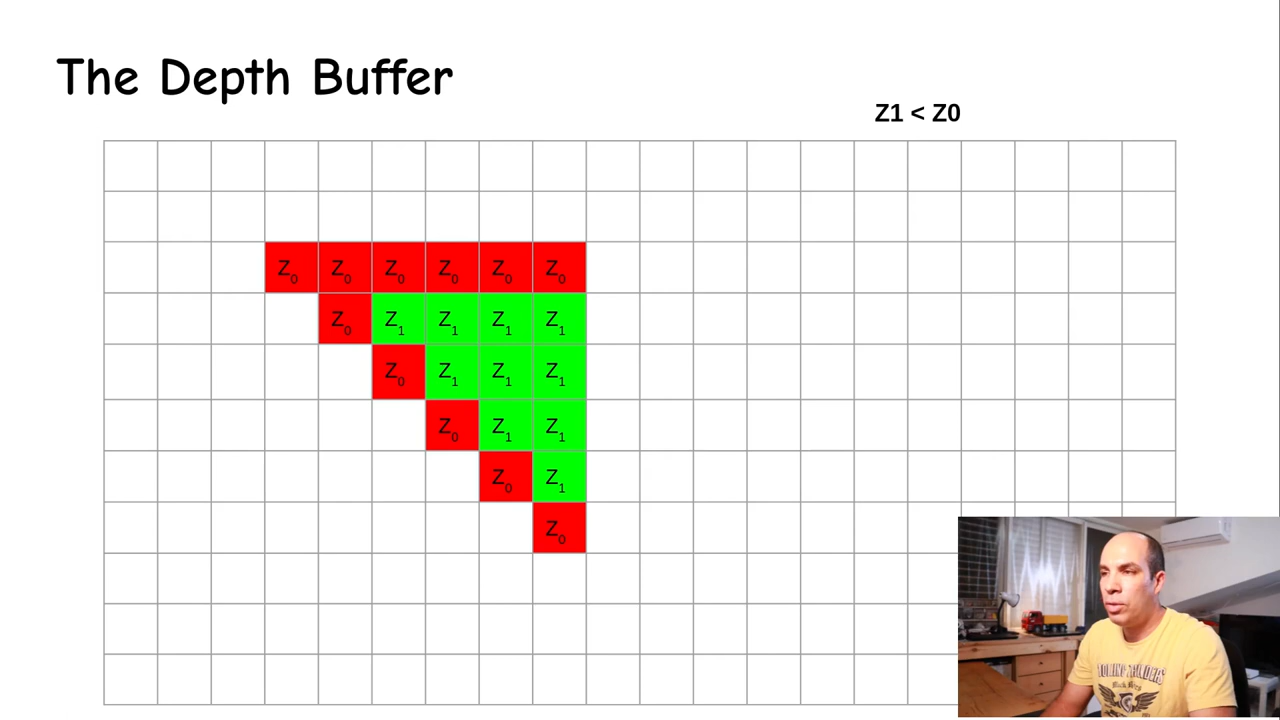 The Depth Buffer
Z1 < Z0
Z0 Z0 Z0 Z0 Z0 Z0
Z0 Z1 Z1 Z1 Z1
Z0 Z1 Z1 Z1
Z0 Z1 Z1
Z0 Z1
Z0